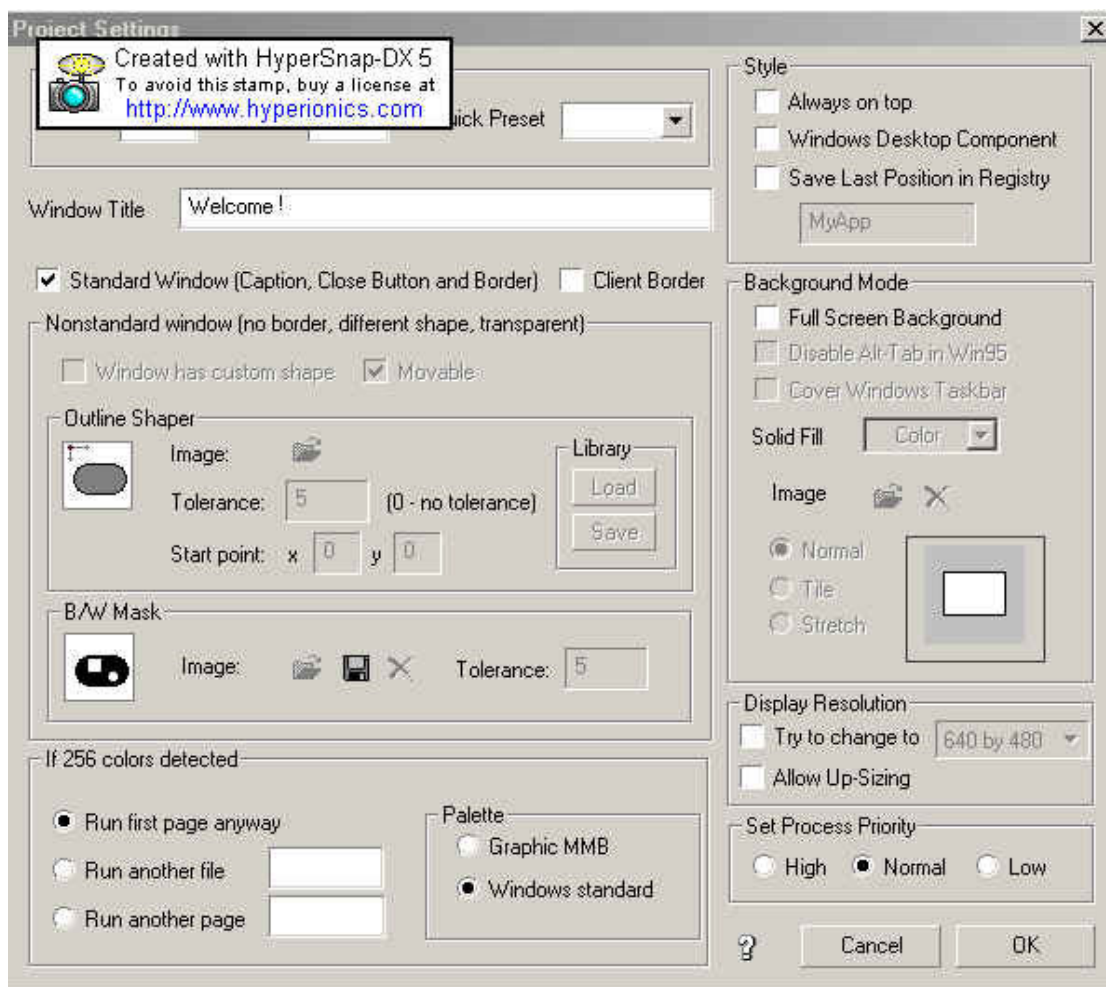 Project Settings
Created with HyperSnap-DX 5
To avoid this stamp, buy a license at
http://www.hyperionics.com
uick Preset
Window Title
Welcome !
Standard Window (Caption, Close Button and Border)
Client Border
Nonstandard window (no border, different shape, transparent)
Window has custom shape
Movable
Outline Shaper
Image:
Tolerance:
5
(0 - no tolerance)
Start point:
x
0
y
0
Library
Load
Save
B/W Mask
Image:
Tolerance:
5
If 256 colors detected
Run first page anyway
Run another file
Run another page
Palette
Graphic MMB
Windows standard
Style
Always on top
Windows Desktop Component
Save Last Position in Registry
MyApp
Background Mode
Full Screen Background
Disable Alt-Tab in Win95
Cover Windows Taskbar
Solid Fill
Color
Image
Normal
Tile
Stretch
Display Resolution
Try to change to
640 by 480
Allow Up-Sizing
Set Process Priority
High
Normal
Low
?
Cancel
OK